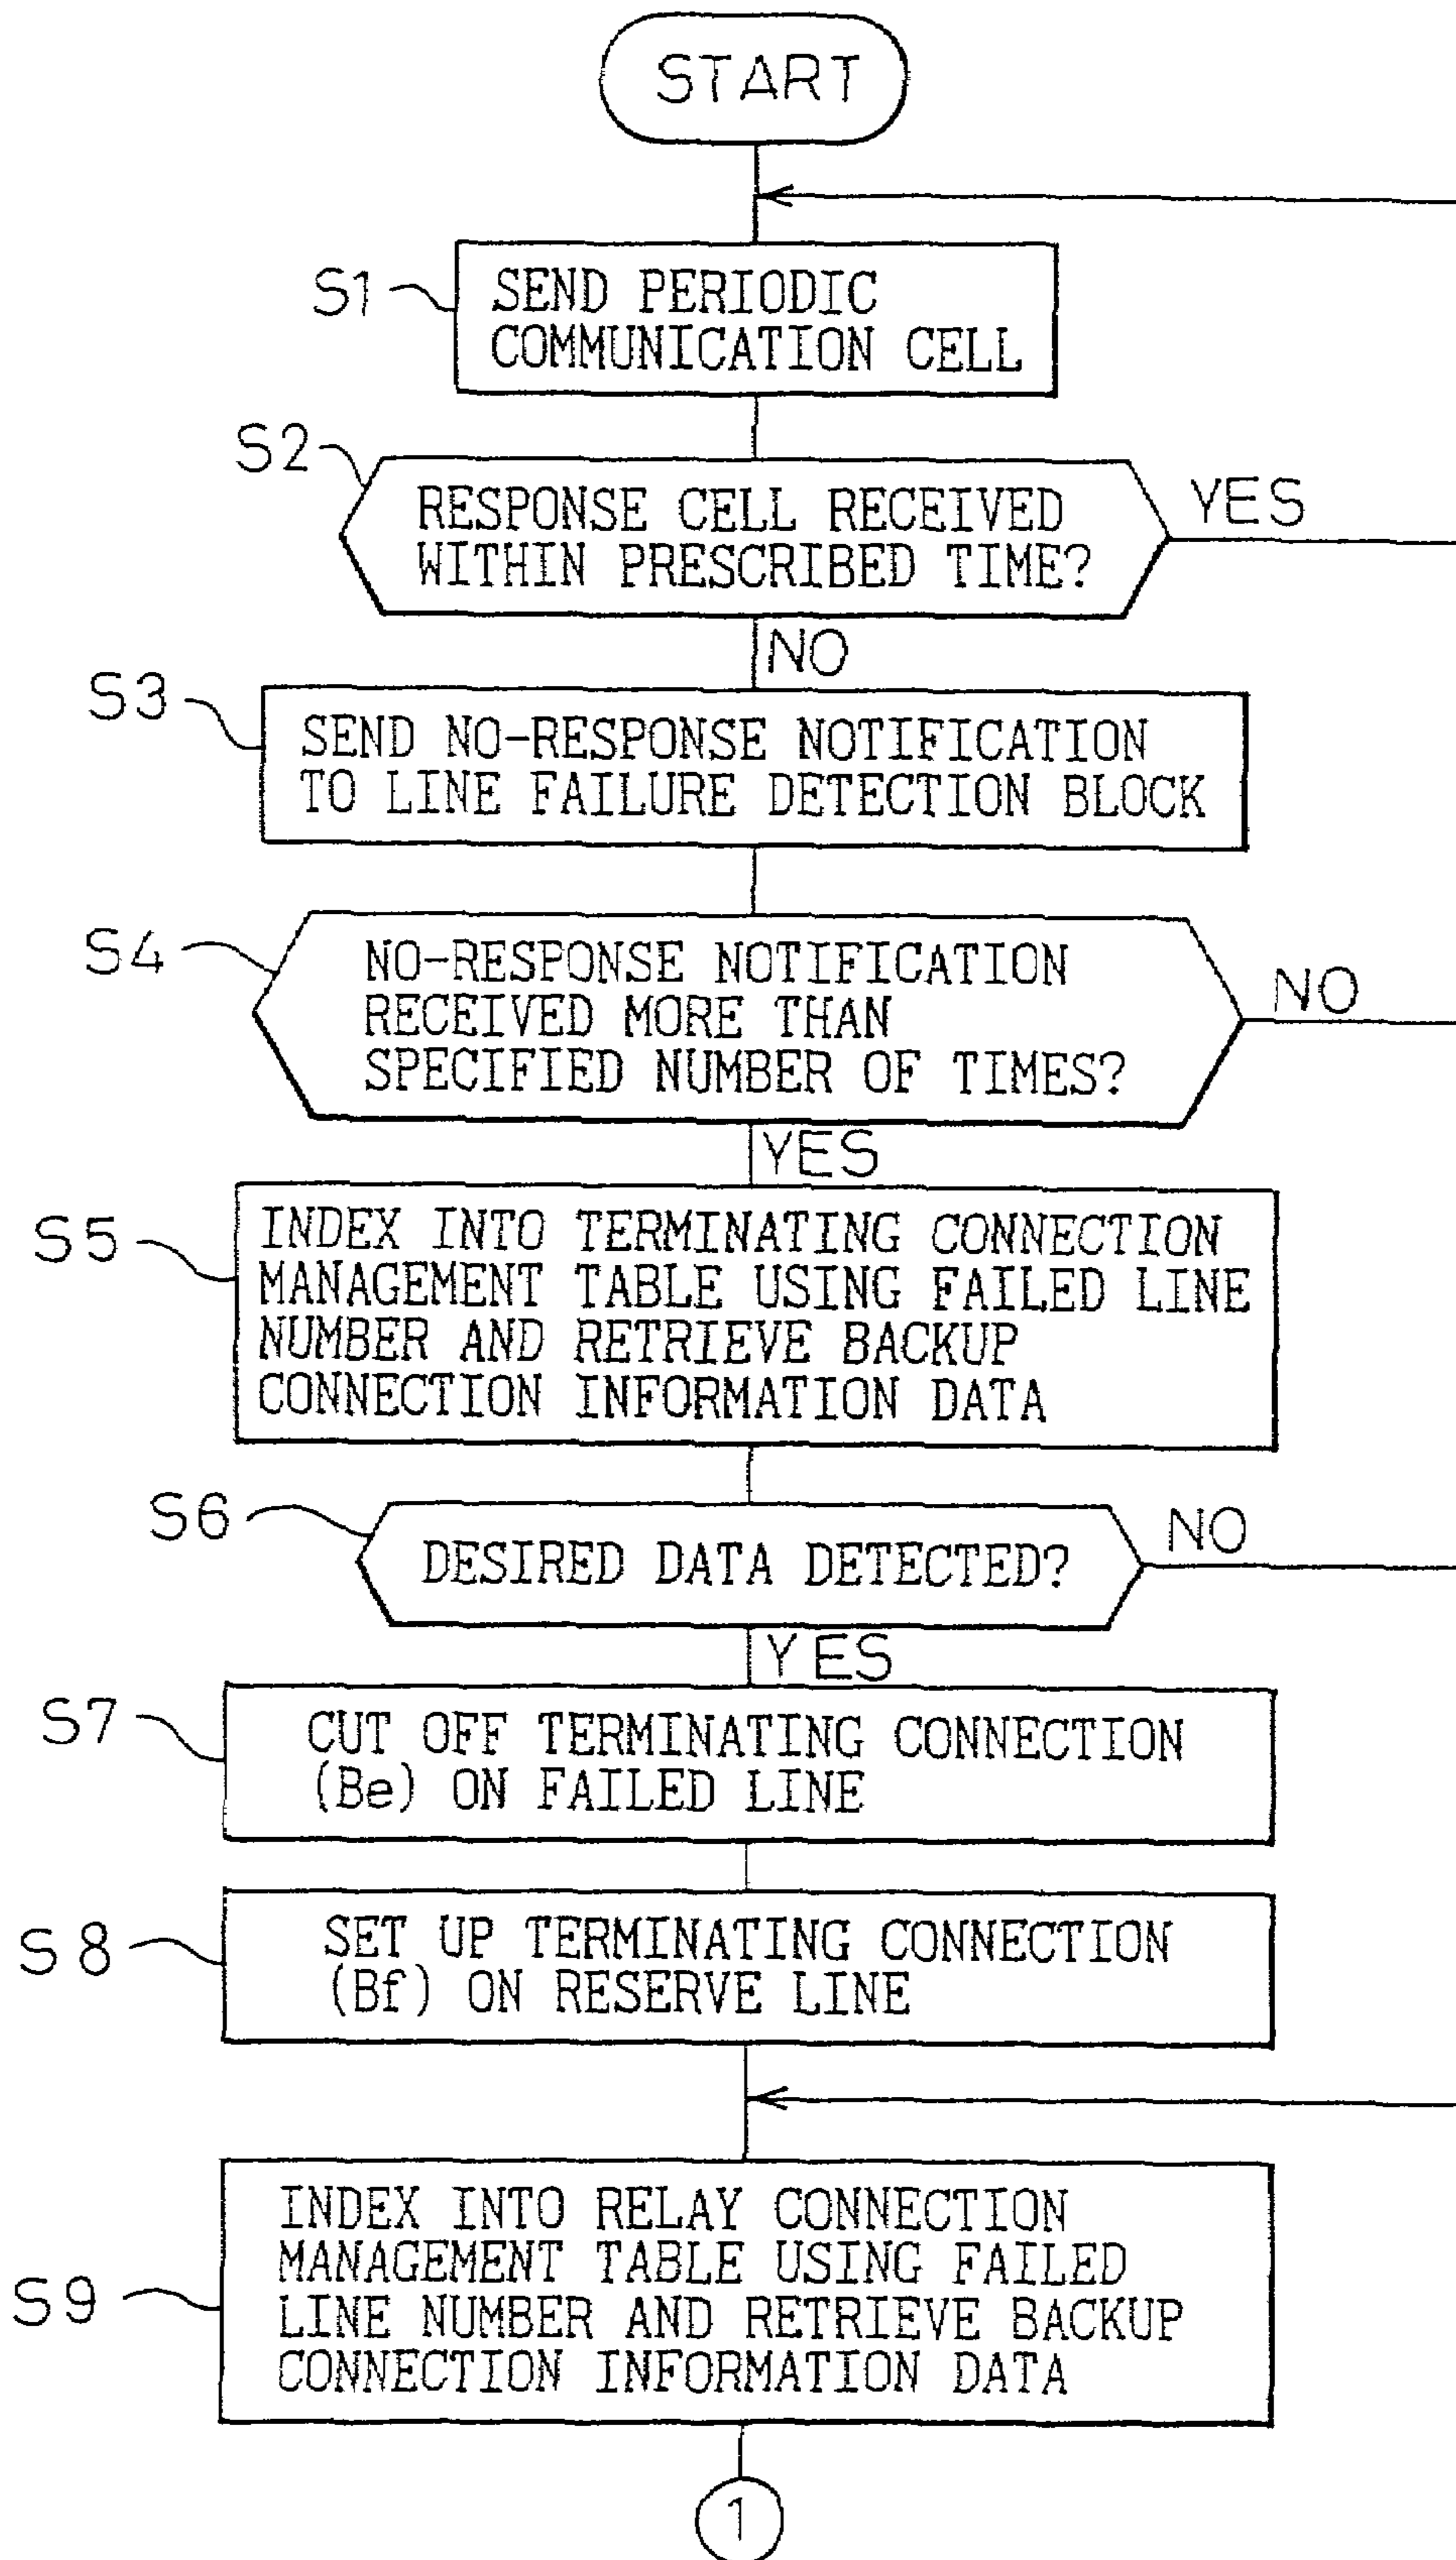 START
S1
SEND PERIODIC
COMMUNICATION CELL
S2
RESPONSE CELL RECEIVED
WITHIN PRESCRIBED TIME?
YES
NO
S3
SEND NO-RESPONSE NOTIFICATION
TO LINE FAILURE DETECTION BLOCK
S4
NO-RESPONSE NOTIFICATION
RECEIVED MORE THAN
SPECIFIED NUMBER OF TIMES?
NO
YES
S5
INDEX INTO TERMINATING CONNECTION
MANAGEMENT TABLE USING FAILED LINE
NUMBER AND RETRIEVE BACKUP
CONNECTION INFORMATION DATA
S6
DESIRED DATA DETECTED?
NO
YES
S7
CUT OFF TERMINATING CONNECTION
(Be) ON FAILED LINE
S8
SET UP TERMINATING CONNECTION
(Bf) ON RESERVE LINE
S9
INDEX INTO RELAY CONNECTION
MANAGEMENT TABLE USING FAILED
LINE NUMBER AND RETRIEVE BACKUP
CONNECTION INFORMATION DATA
1